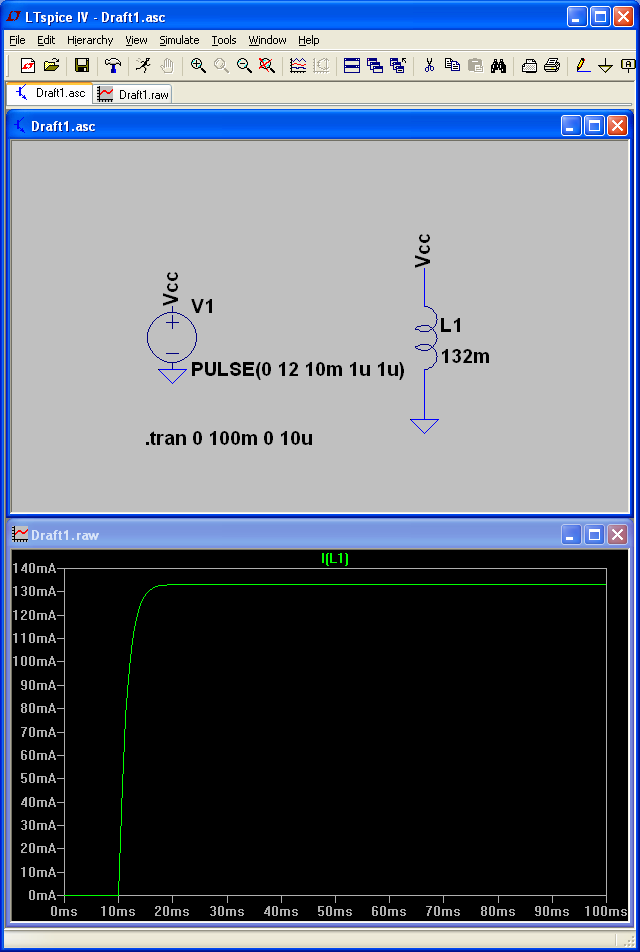 LTspice IV - Draft1.asc
File Edit Hierarchy View Simulate Tools Window Help
Draft1.asc Draft1.raw
Draft1.asc
Vcc
V1
PULSE(0 12 10m 1u 1u)
Vcc
L1
132m
.tran 0 100m 0 10u
Draft1.raw
I(L1)
140mA
130mA
120mA
110mA
100mA
90mA
80mA
70mA
60mA
50mA
40mA
30mA
20mA
10mA
0mA
0ms 10ms 20ms 30ms 40ms 50ms 60ms 70ms 80ms 90ms 100ms